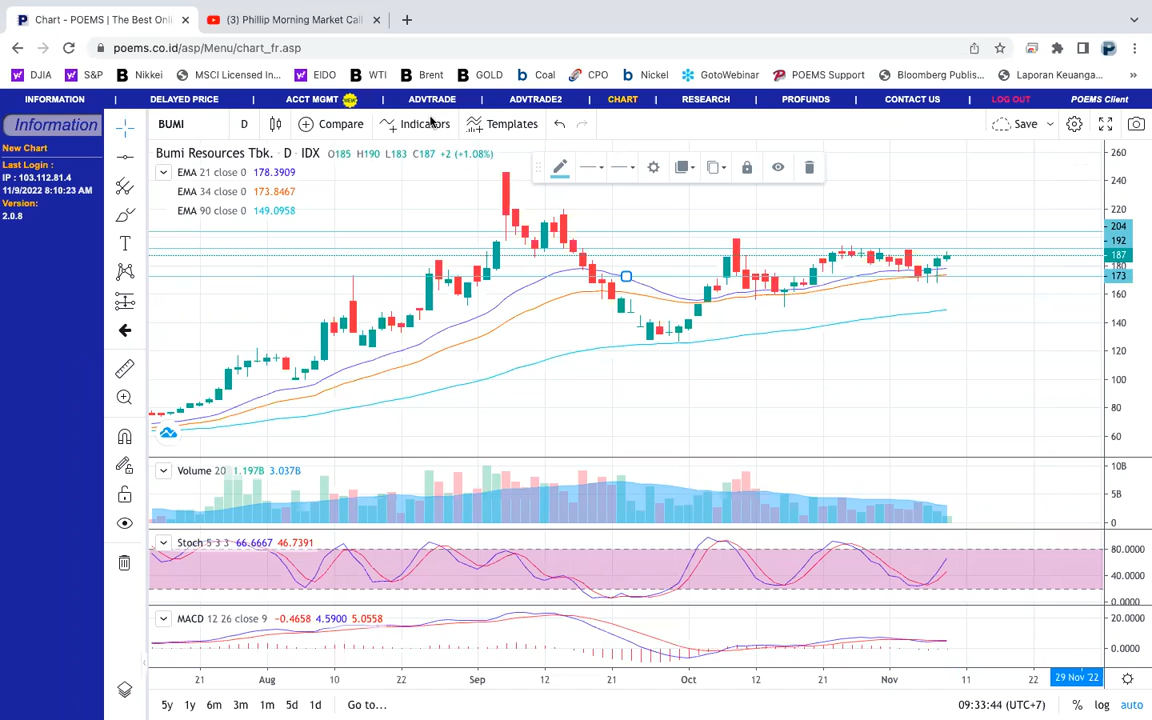 Chart - POEMS | The Best Onli
(3) Phillip Morning Market Call
poems.co.id/asp/Menu/chart_fr.asp
DJIA S&P Nikkei MSCI Licensed In... EIDO WTI Brent GOLD Coal CPO Nickel GotoWebinar POEMS Support Bloomberg Publis... Laporan Keuanga...
INFORMATION | DELAYED PRICE | ACCT MGMT NEW | ADVTRADE | ADVTRADE2 | CHART | RESEARCH | PROFUNDS | CONTACT US | LOG OUT POEMS Client
Information
New Chart
Last Login :
IP : 103.112.81.4
11/9/2022 8:10:23 AM
Version:
2.0.8
BUMI D Compare Indicators Templates Save
Bumi Resources Tbk. · D · IDX O185 H190 L183 C187 +2 (+1.08%)
EMA 21 close 0 178.3909
EMA 34 close 0 173.8467
EMA 90 close 0 149.0958
260
240
220
204
192
187
180
173
160
140
120
100
80
60
Volume 20 1.197B 3.037B
10B
5B
0
Stoch 5 3 3 66.6667 46.7391
80.0000
40.0000
0.0000
MACD 12 26 close 9 −0.4658 4.5900 5.0558
20.0000
0.0000
21 Aug 10 22 Sep 12 21 Oct 12 21 Nov 11 22 29 Nov '22
5y 1y 6m 3m 1m 5d 1d Go to... 09:33:44 (UTC+7) % log auto